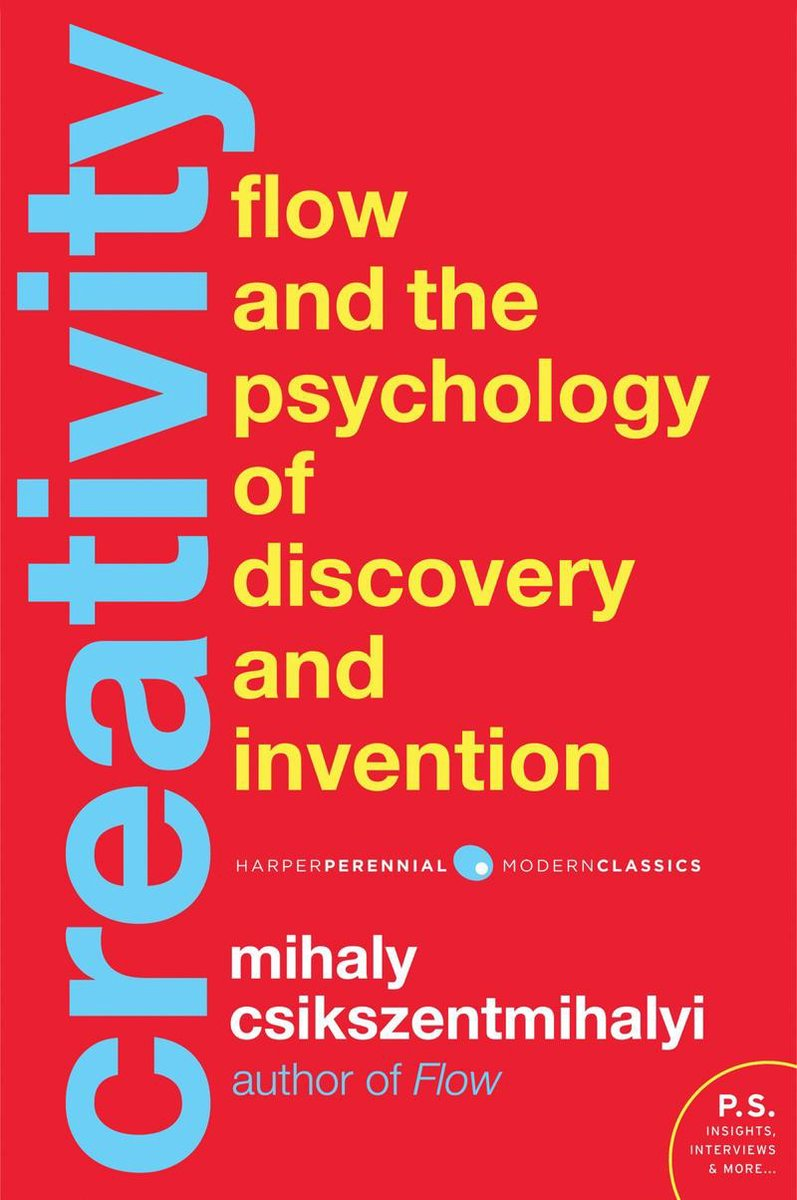 creativity
flow
and the
psychology
of
discovery
and
invention
HARPERPERENNIAL MODERNCLASSICS
mihaly
csikszentmihalyi
author of Flow
P.S.
INSIGHTS,
INTERVIEWS
& MORE...